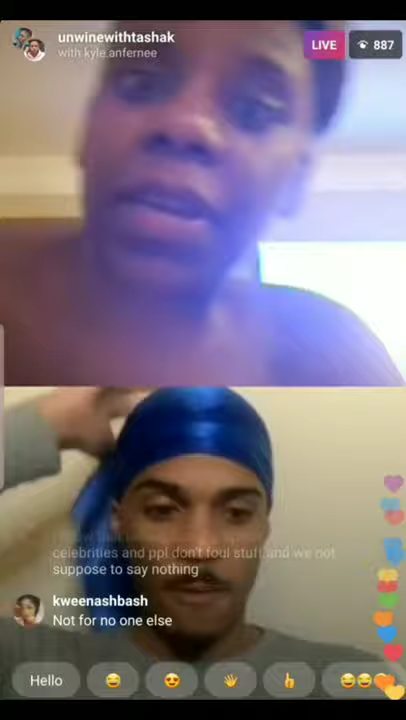 unwinewithtashak
LIVE
887
with kyle.anfernee
celebrities and ppl don't foul stuff and we not
suppose to say nothing
kweenashbash
Not for no one else
Hello